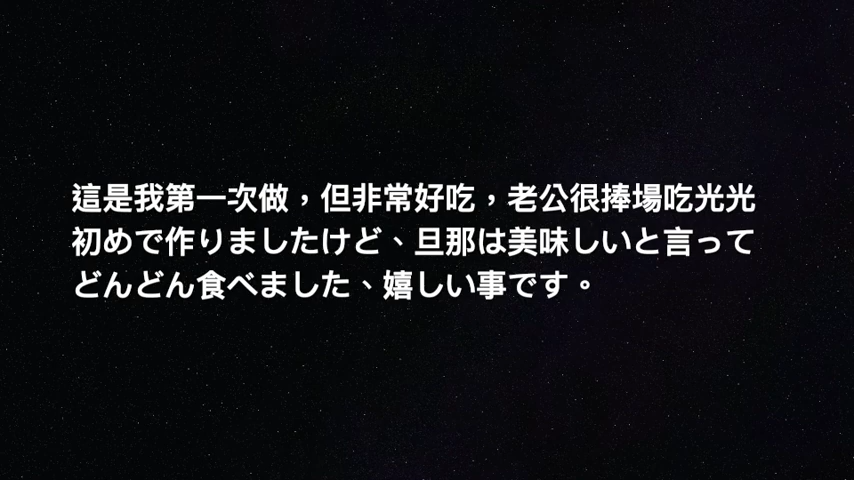 這是我第一次做，但非常好吃，老公很捧場吃光光
初めで作りましたけど、旦那は美味しいと言って
どんどん食べました、嬉しい事です。